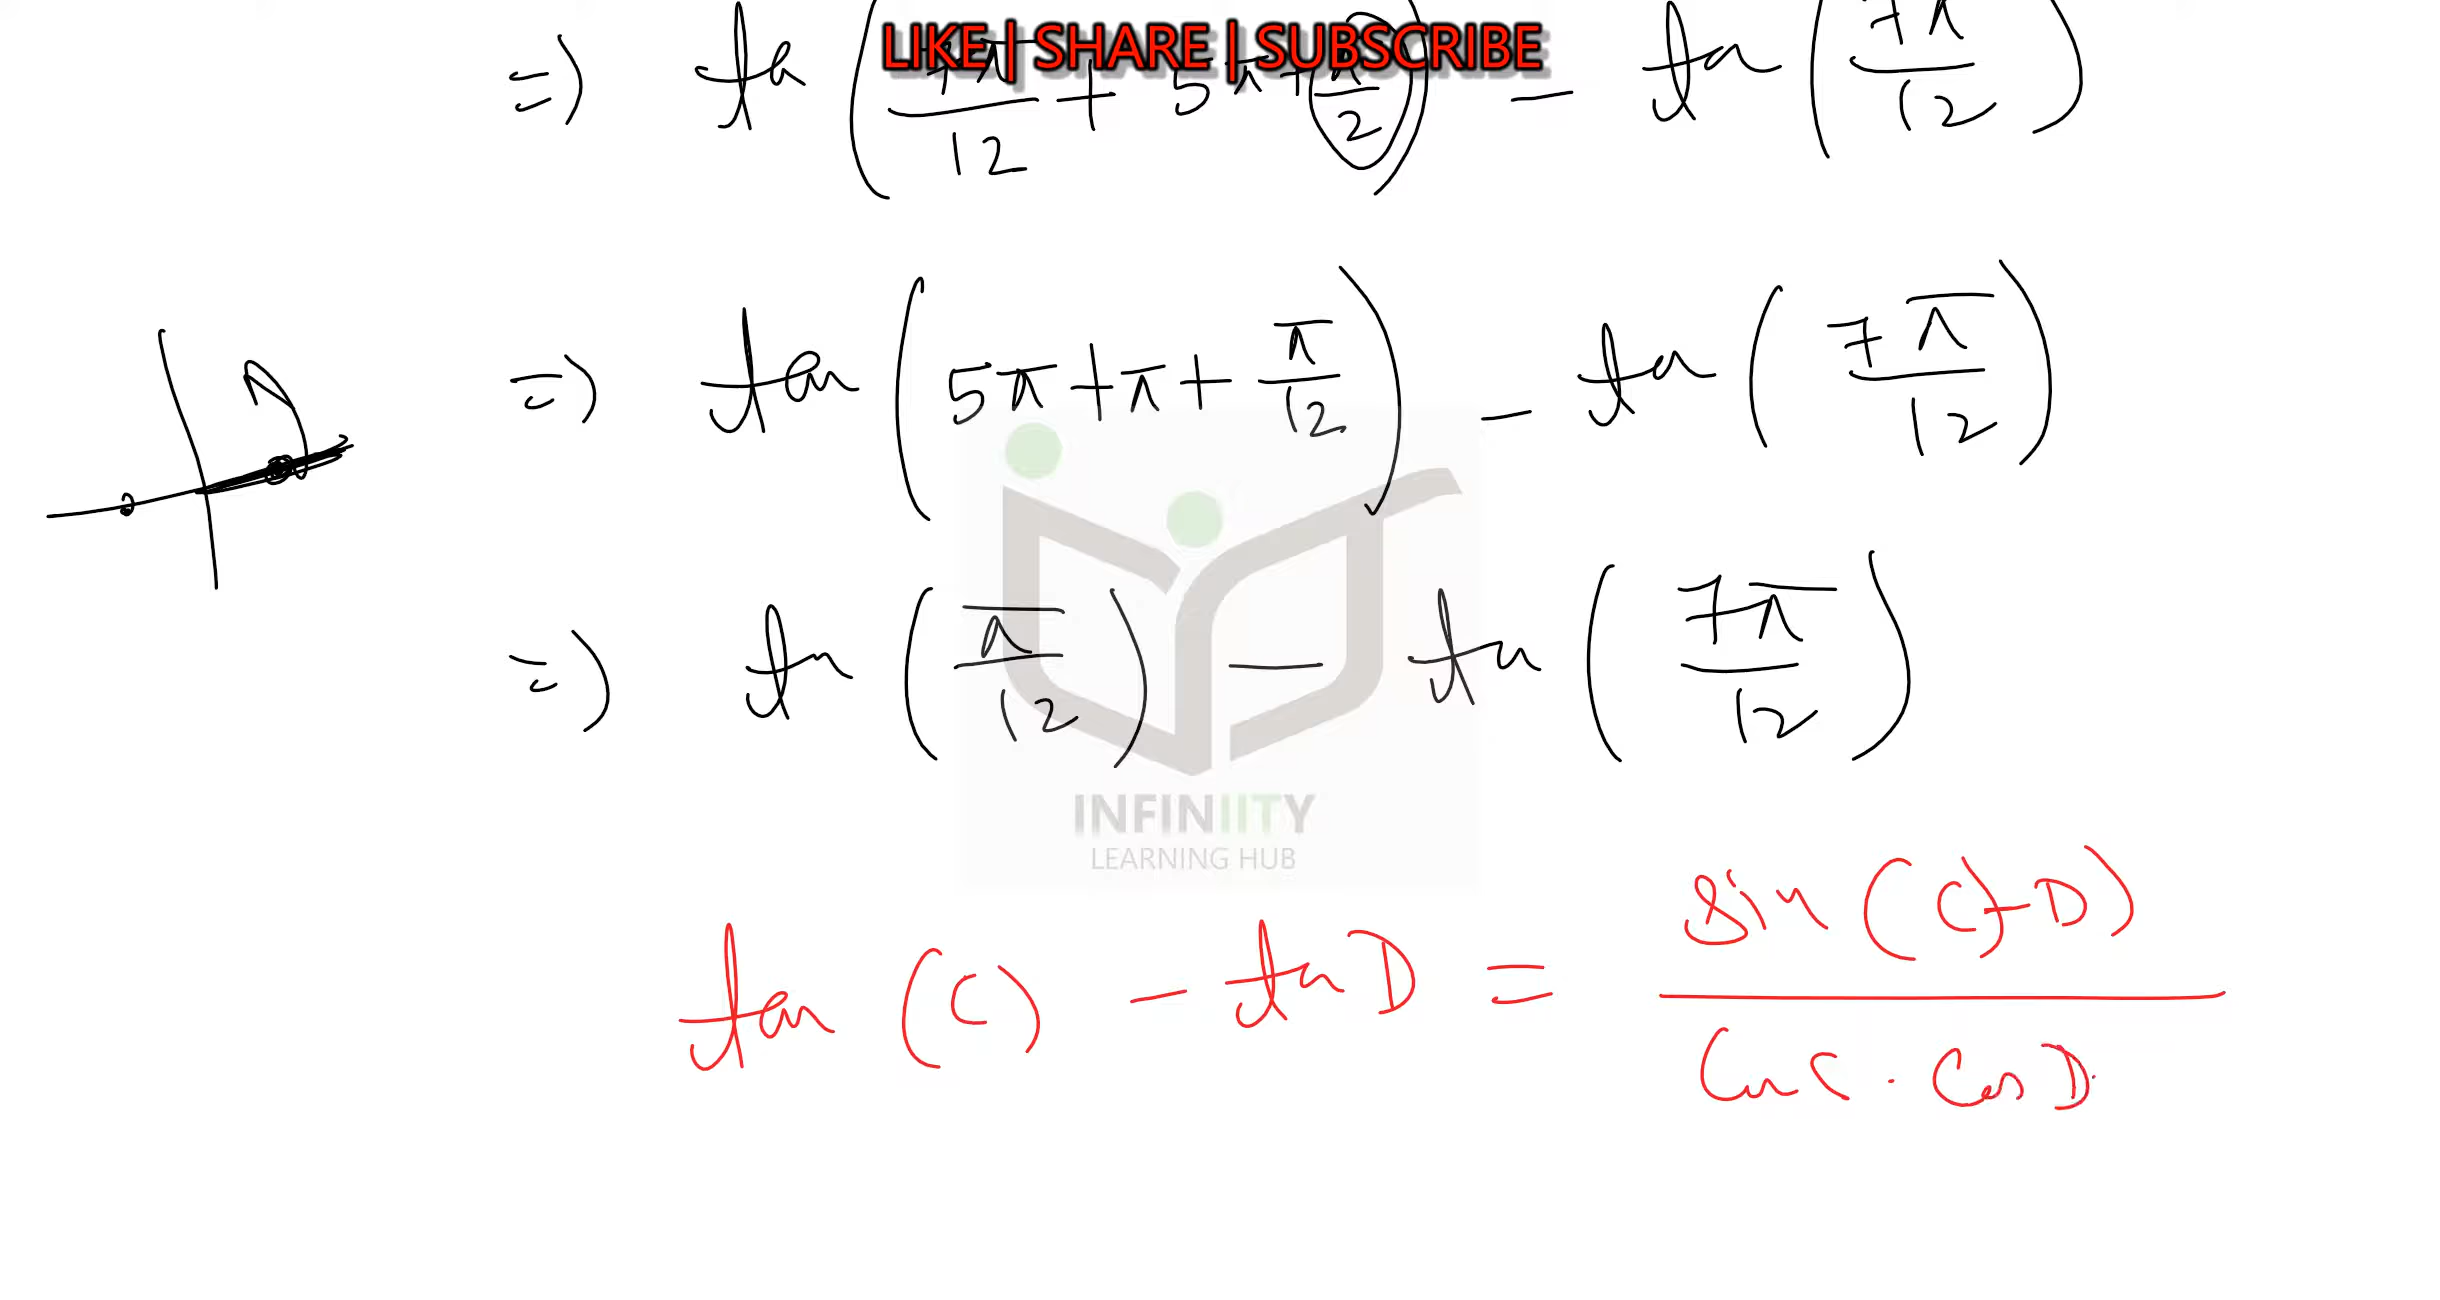 LIKE | SHARE | SUBSCRIBE
=) tan (7π/12 + 5π + π/2) - tan (7π/12)
=) tan (5π + π + π/12) - tan (7π/12)
=) tan (π/12) - tan (7π/12)
INFINIITY
LEARNING HUB
tan (C) - tan D = sin (C - D) / Cos C . Cos D